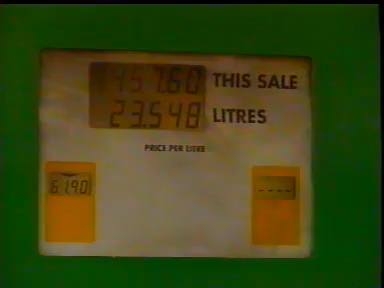 1457.60 THIS SALE
23.548 LITRES
PRICE PER LITRE
61.90 ----